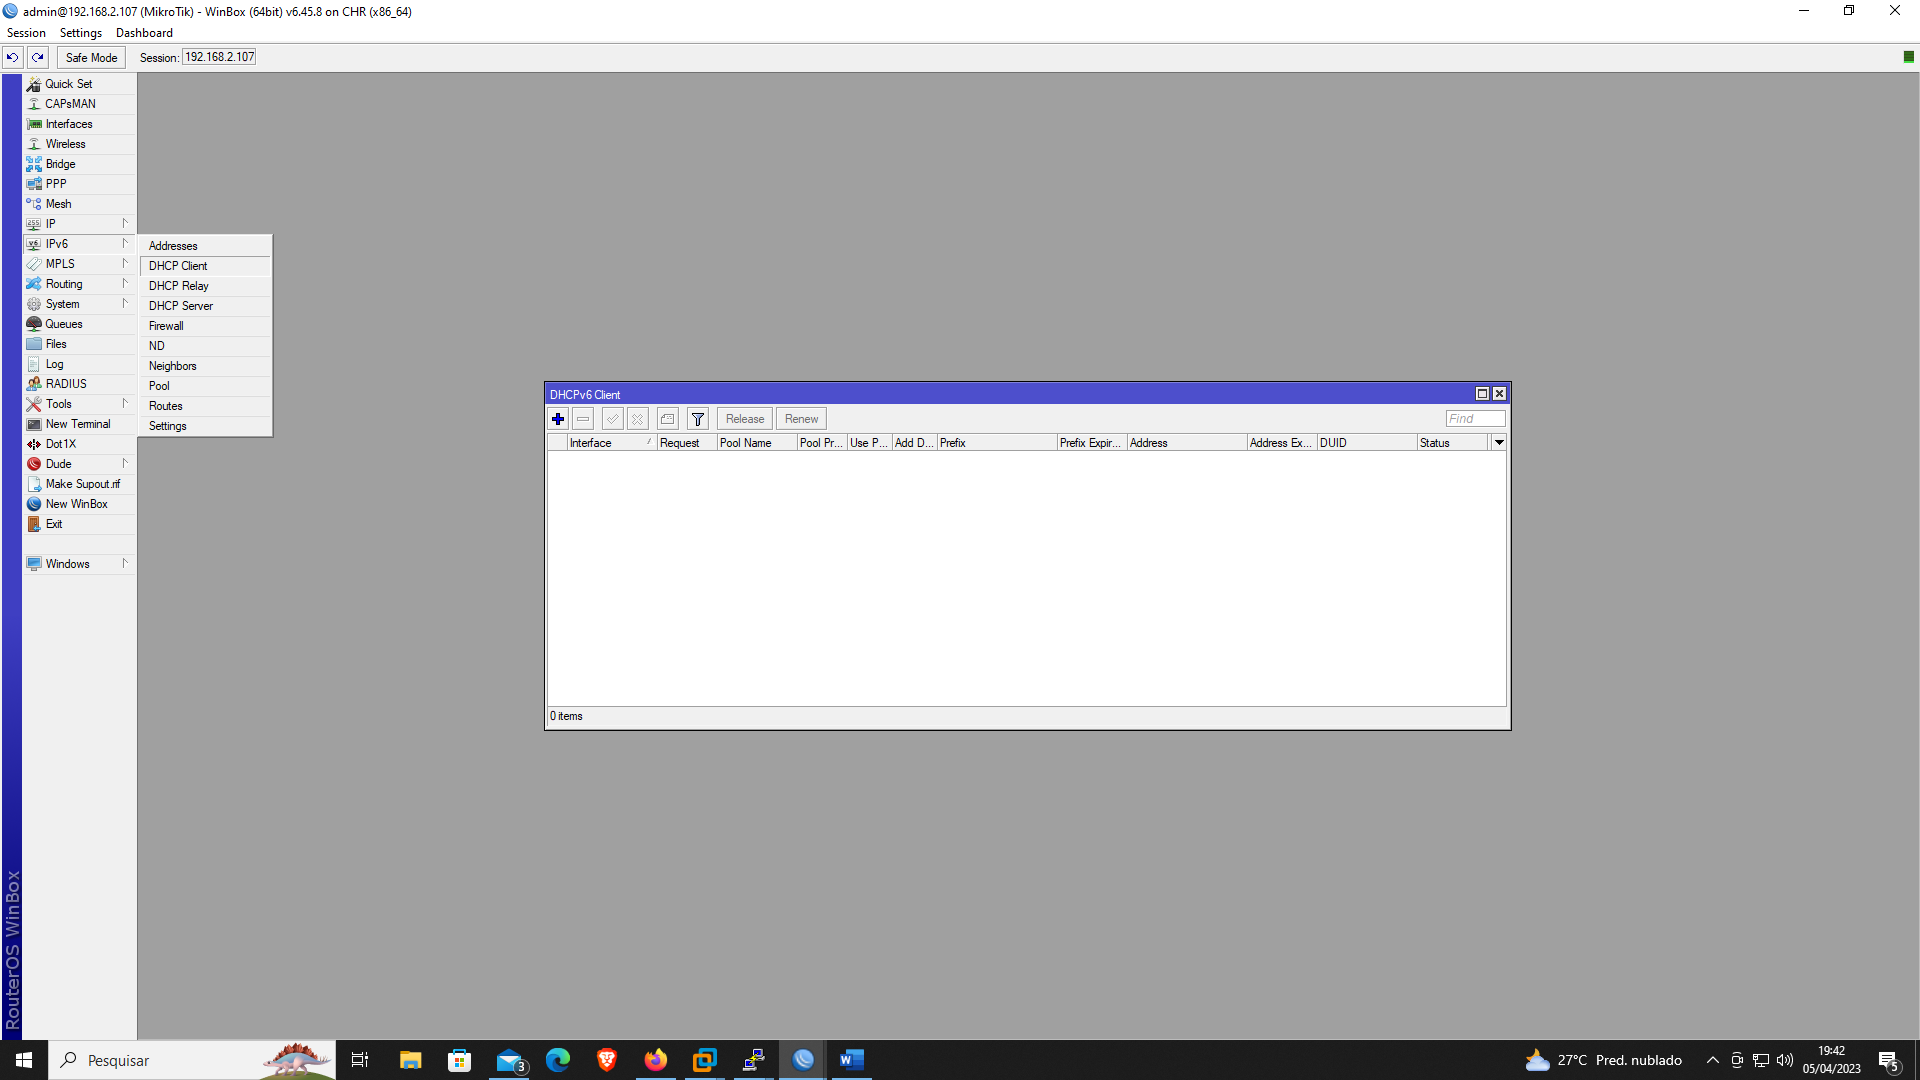 admin@192.168.2.107 (MikroTik) - WinBox (64bit) v6.45.8 on CHR (x86_64)
Session Settings Dashboard
Safe Mode Session: 192.168.2.107
Quick Set
CAPsMAN
Interfaces
Wireless
Bridge
PPP
Mesh
IP
IPv6
MPLS
Routing
System
Queues
Files
Log
RADIUS
Tools
New Terminal
Dot1X
Dude
Make Supout.rif
New WinBox
Exit
Windows
RouterOS WinBox
Addresses
DHCP Client
DHCP Relay
DHCP Server
Firewall
ND
Neighbors
Pool
Routes
Settings
DHCPv6 Client
Release Renew Find
Interface Request Pool Name Pool Pr... Use P... Add D... Prefix Prefix Expir... Address Address Ex... DUID Status
0 items
Pesquisar 3 27°C Pred. nublado 19:42
05/04/2023 5